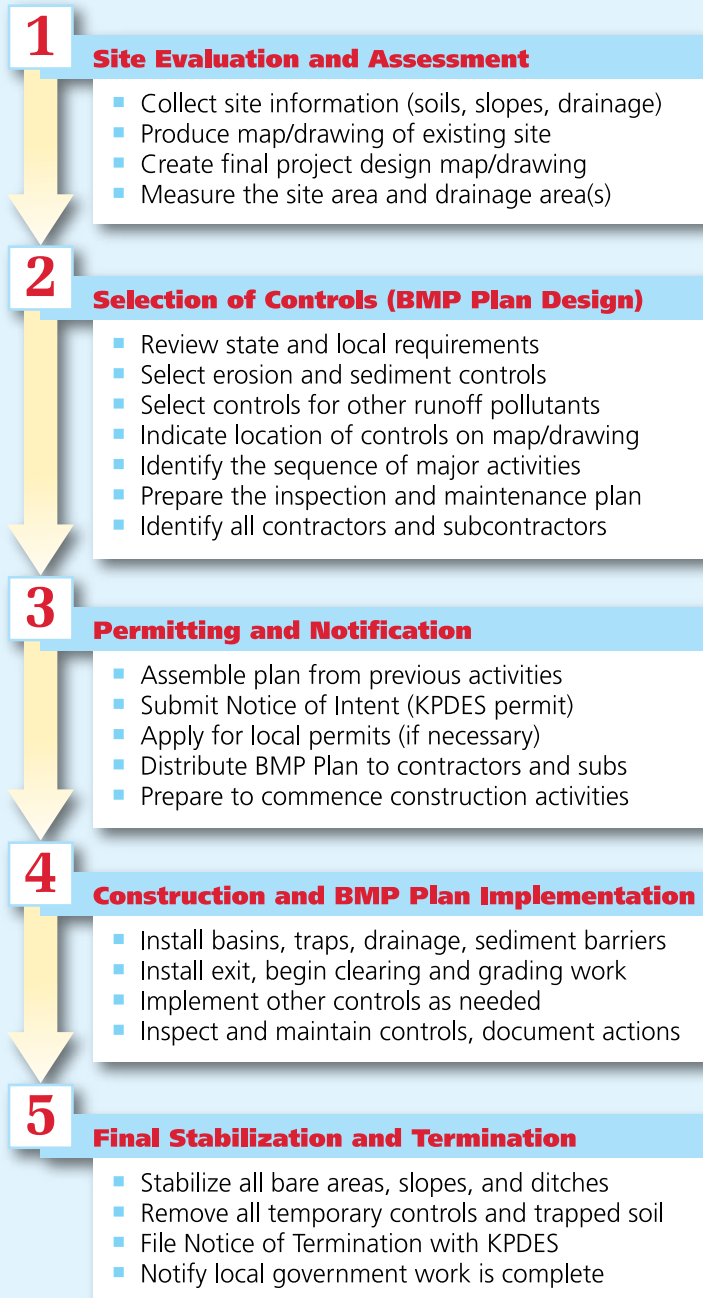 1
Site Evaluation and Assessment
Collect site information (soils, slopes, drainage)
Produce map/drawing of existing site
Create final project design map/drawing
Measure the site area and drainage area(s)
2
Selection of Controls (BMP Plan Design)
Review state and local requirements
Select erosion and sediment controls
Select controls for other runoff pollutants
Indicate location of controls on map/drawing
Identify the sequence of major activities
Prepare the inspection and maintenance plan
Identify all contractors and subcontractors
3
Permitting and Notification
Assemble plan from previous activities
Submit Notice of Intent (KPDES permit)
Apply for local permits (if necessary)
Distribute BMP Plan to contractors and subs
Prepare to commence construction activities
4
Construction and BMP Plan Implementation
Install basins, traps, drainage, sediment barriers
Install exit, begin clearing and grading work
Implement other controls as needed
Inspect and maintain controls, document actions
5
Final Stabilization and Termination
Stabilize all bare areas, slopes, and ditches
Remove all temporary controls and trapped soil
File Notice of Termination with KPDES
Notify local government work is complete